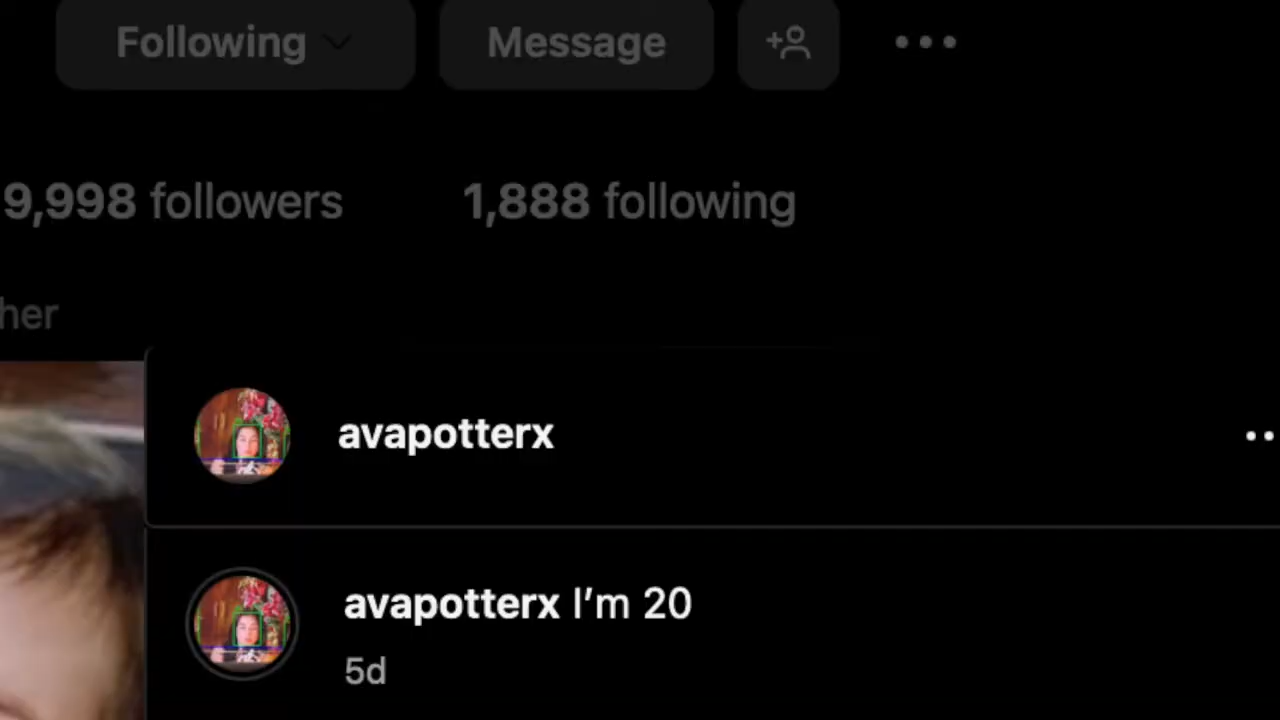 Following Message
9,998 followers 1,888 following
her
avapotterx
avapotterx I’m 20
5d